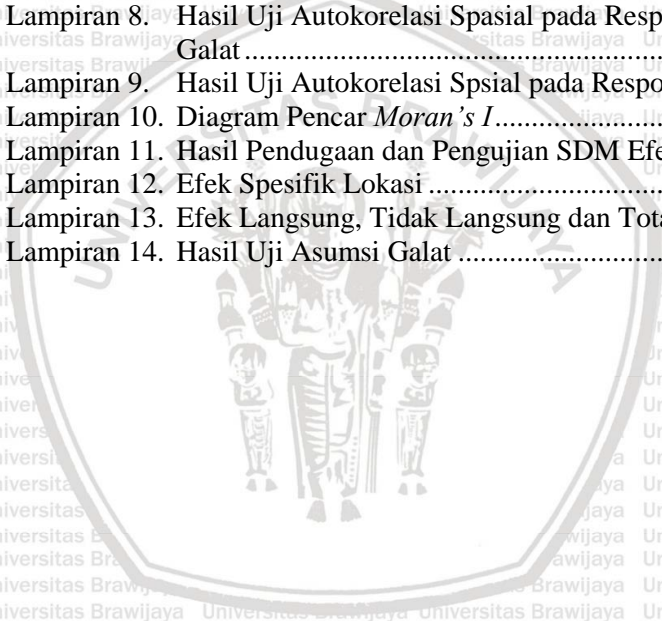 Lampiran 8. Hasil Uji Autokorelasi Spasial pada Resp
Galat ................................................................
Lampiran 9. Hasil Uji Autokorelasi Spsial pada Respo
Lampiran 10. Diagram Pencar Moran's I.............................
Lampiran 11. Hasil Pendugaan dan Pengujian SDM Efe
Lampiran 12. Efek Spesifik Lokasi ......................................
Lampiran 13. Efek Langsung, Tidak Langsung dan Tota
Lampiran 14. Hasil Uji Asumsi Galat .................................
UNIVERSITAS BRAWIJAYA